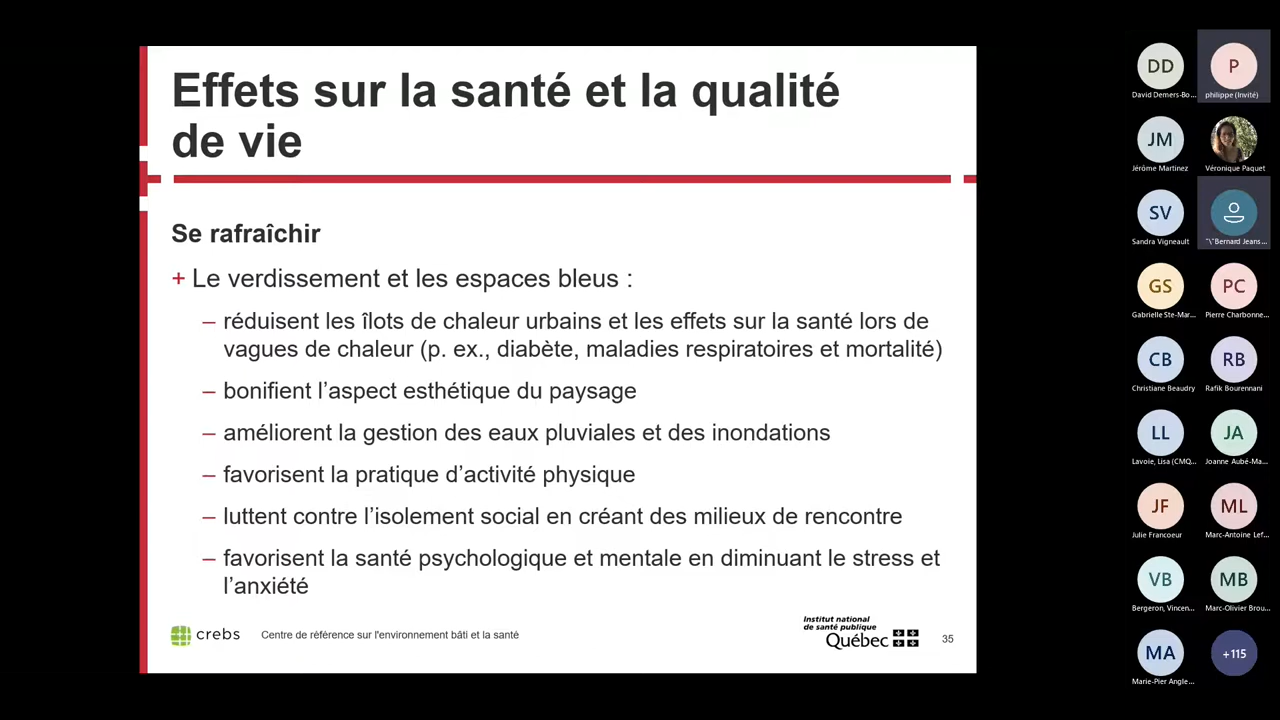 Effets sur la santé et la qualité
de vie
Se rafraîchir
+ Le verdissement et les espaces bleus :
– réduisent les îlots de chaleur urbains et les effets sur la santé lors de
vagues de chaleur (p. ex., diabète, maladies respiratoires et mortalité)
– bonifient l’aspect esthétique du paysage
– améliorent la gestion des eaux pluviales et des inondations
– favorisent la pratique d’activité physique
– luttent contre l’isolement social en créant des milieux de rencontre
– favorisent la santé psychologique et mentale en diminuant le stress et
l’anxiété
crebs
Centre de référence sur l'environnement bâti et la santé
Institut national
de santé publique
Québec
35
DD
David Demers-Bo...
P
philippe (Invité)
JM
Jérôme Martinez
Véronique Paquet
SV
Sandra Vigneault
"\"Bernard Jeans...
GS
Gabrielle Ste-Mar...
PC
Pierre Charbonne...
CB
Christiane Beaudry
RB
Rafik Bourennani
LL
Lavoie, Lisa (CMQ...
JA
Joanne Aubé-Ma...
JF
Julie Francoeur
ML
Marc-Antoine Lef...
VB
Bergeron, Vincen...
MB
Marc-Olivier Brou...
MA
Marie-Pier Angle...
+115